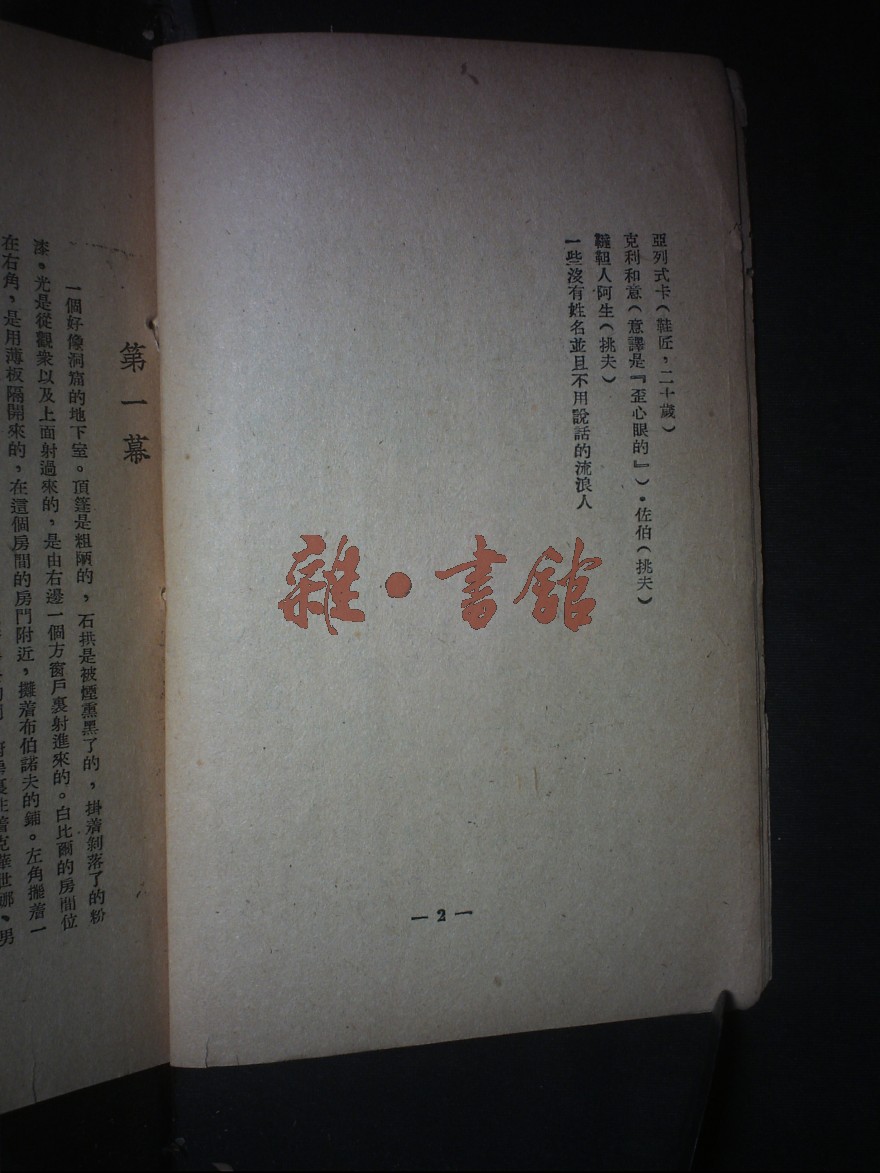 亞列式卡(鞋匠，二十歲)
克利和意(意譯是『歪心眼的』)•佐伯(挑夫)
韃靼人阿生(挑夫)
一些沒有姓名並且不用說話的流浪人
雜•書館
— 2 —
第一幕
一個好像洞窟的地下室。頂篷是粗陋的，石拱是被煙熏黑了的，掛着剝落了的粉
漆。光是從觀衆以及上面射過來的，是由右邊一個方窗戶裏射進來的。白比爾的房間位
在右角，是用薄板隔開來的，在這個房間的房門附近，擺着布伯諾夫的鋪。左角擺着一